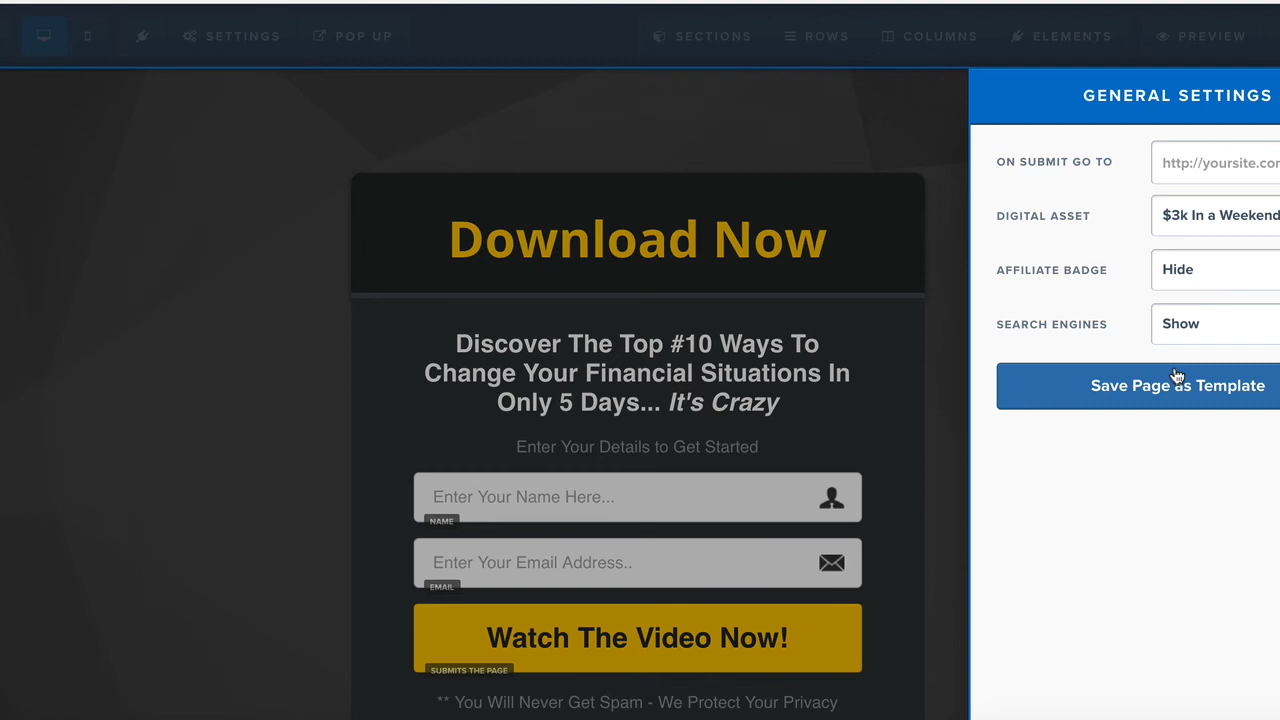 SETTINGS
POP UP
SECTIONS
ROWS
COLUMNS
ELEMENTS
PREVIEW
GENERAL SETTINGS
ON SUBMIT GO TO
http://yoursite.co
DIGITAL ASSET
$3k In a Weekend
AFFILIATE BADGE
Hide
SEARCH ENGINES
Show
Save Page as Template
Download Now
Discover The Top #10 Ways To
Change Your Financial Situations In
Only 5 Days... It's Crazy
Enter Your Details to Get Started
Enter Your Name Here...
NAME
Enter Your Email Address..
EMAIL
Watch The Video Now!
SUBMITS THE PAGE
** You Will Never Get Spam - We Protect Your Privacy